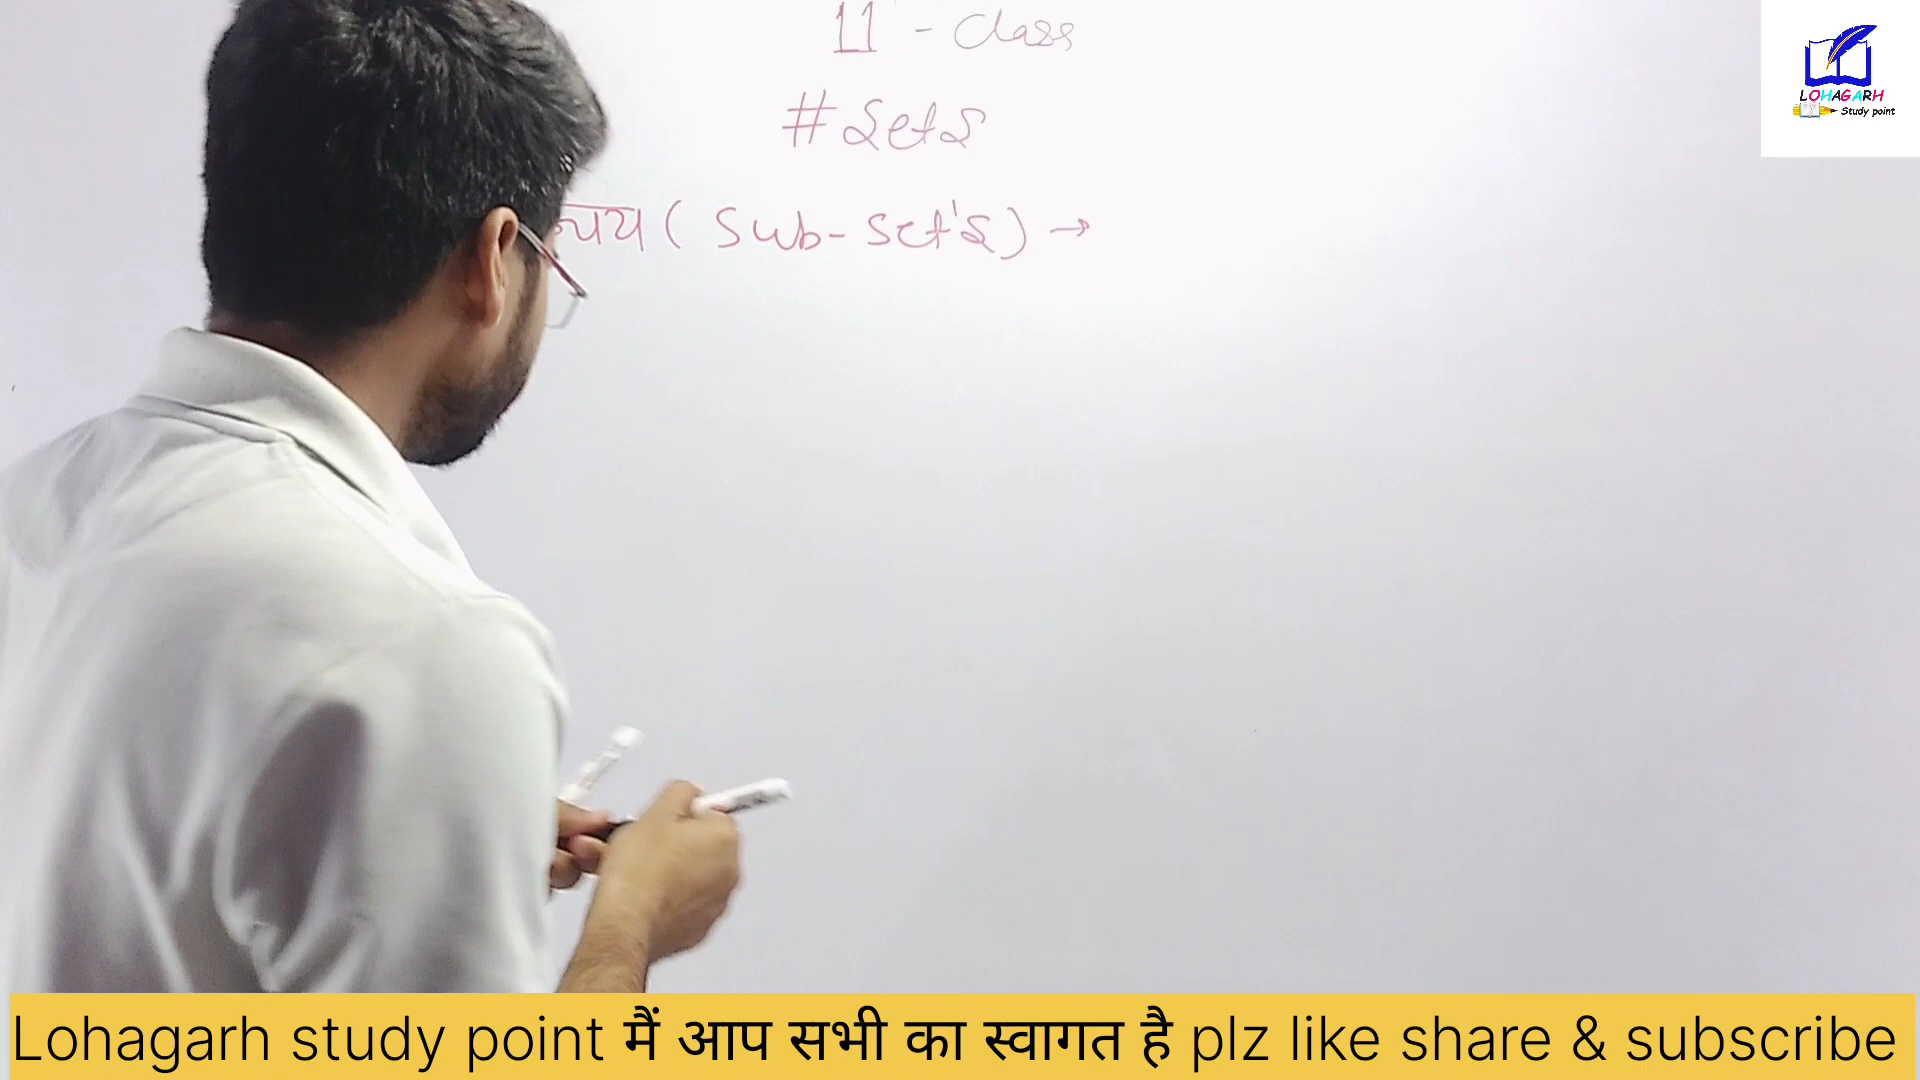 11 - Class
# Sets
( Sub-Set's) →
LOHAGARH
Study point
Lohagarh study point मैं आप सभी का स्वागत है plz like share & subscribe